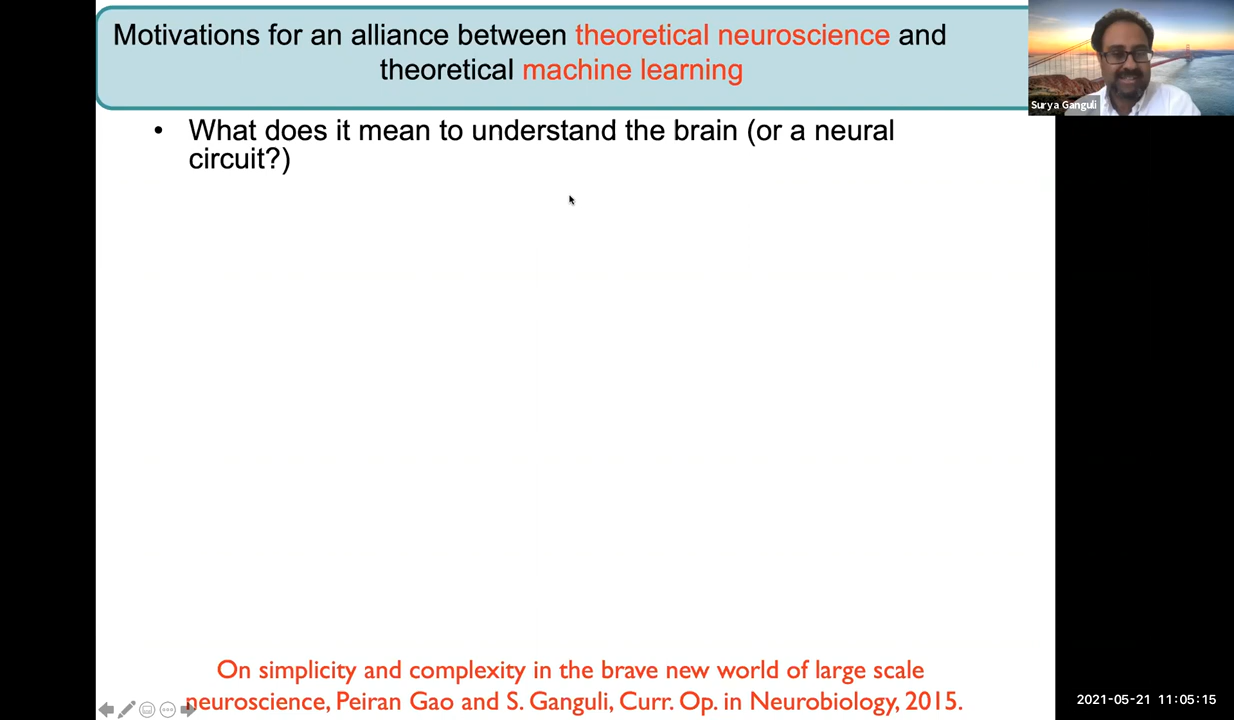 Motivations for an alliance between theoretical neuroscience and
theoretical machine learning
Surya Ganguli
• What does it mean to understand the brain (or a neural
circuit?)
On simplicity and complexity in the brave new world of large scale
neuroscience, Peiran Gao and S. Ganguli, Curr. Op. in Neurobiology, 2015.
2021-05-21 11:05:15